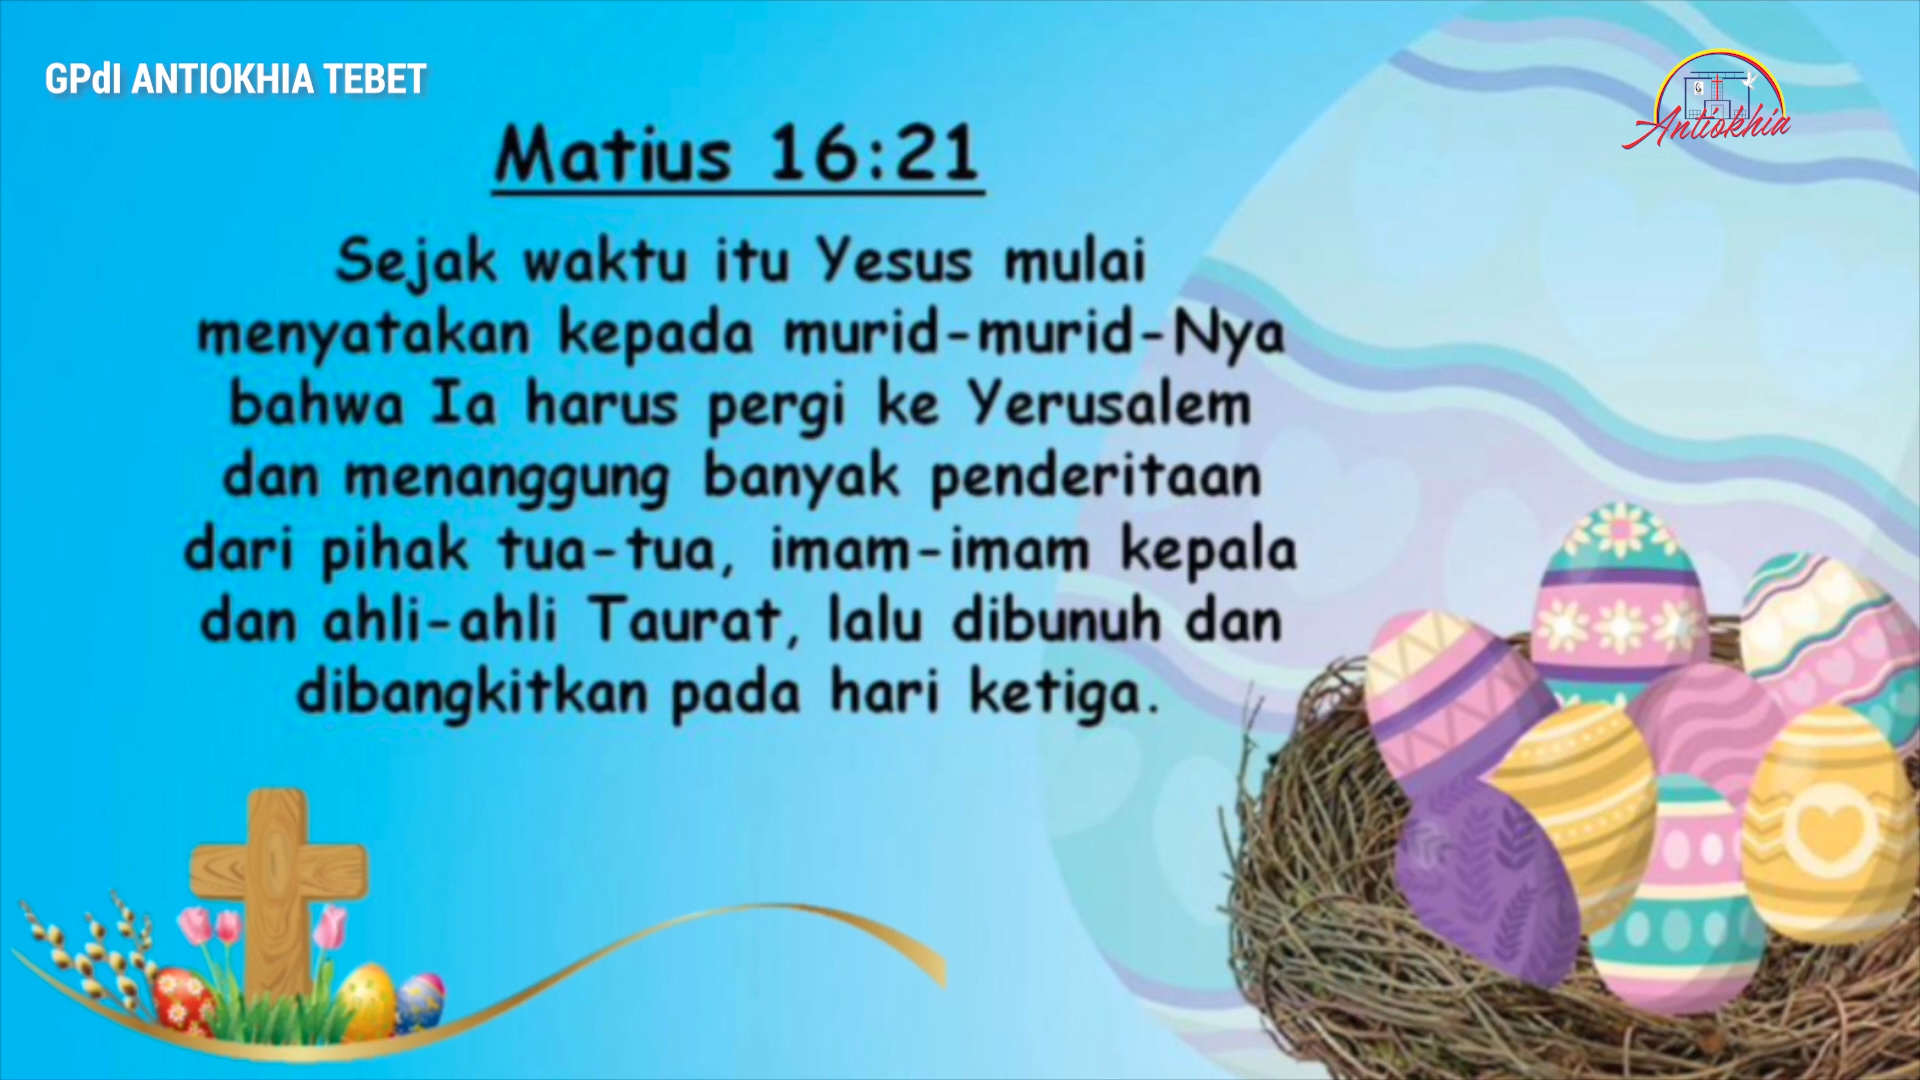 GPdI ANTIOKHIA TEBET
Antiokhia
Matius 16:21
Sejak waktu itu Yesus mulai
menyatakan kepada murid-murid-Nya
bahwa Ia harus pergi ke Yerusalem
dan menanggung banyak penderitaan
dari pihak tua-tua, imam-imam kepala
dan ahli-ahli Taurat, lalu dibunuh dan
dibangkitkan pada hari ketiga.